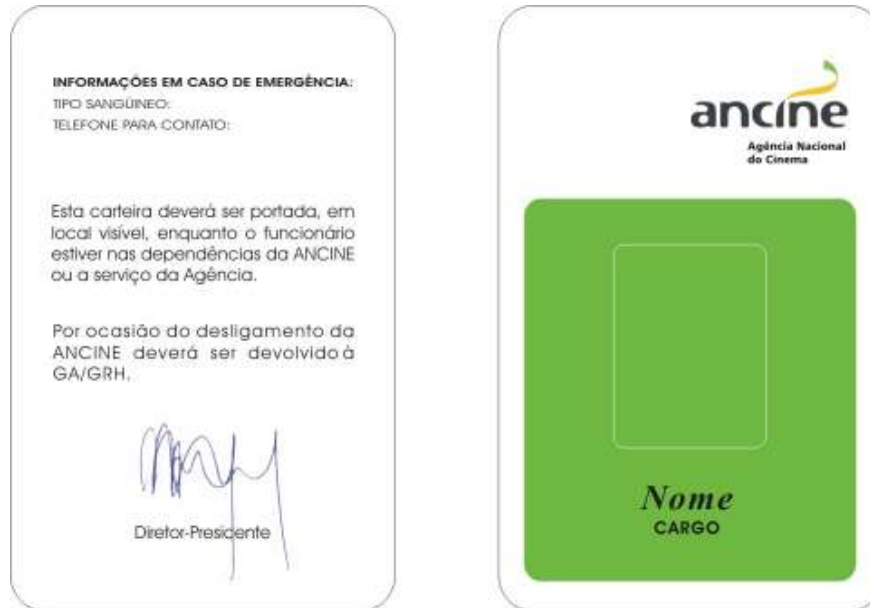 INFORMAÇÕES EM CASO DE EMERGÊNCIA:
TIPO SANGÜINEO:
TELEFONE PARA CONTATO:
Esta carteira deverá ser portada, em
local visível, enquanto o funcionário
estiver nas dependências da ANCINE
ou a serviço da Agência.
Por ocasião do desligamento da
ANCINE deverá ser devolvido à
GA/GRH.
Diretor-Presidente
ancine
Agência Nacional
do Cinema
Nome
CARGO